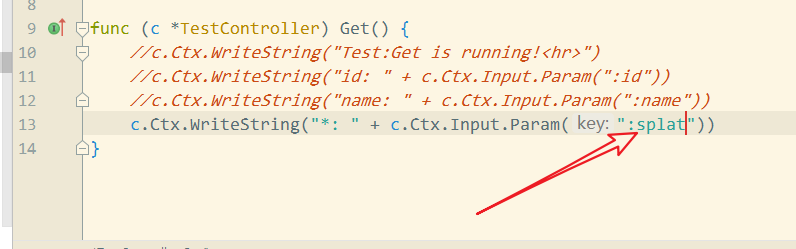 8
9 func (c *TestController) Get() {
10 //c.Ctx.WriteString("Test:Get is running!<hr>")
11 //c.Ctx.WriteString("id: " + c.Ctx.Input.Param(":id"))
12 //c.Ctx.WriteString("name: " + c.Ctx.Input.Param(":name"))
13 c.Ctx.WriteString("*: " + c.Ctx.Input.Param( key: ":splat"))
14 }